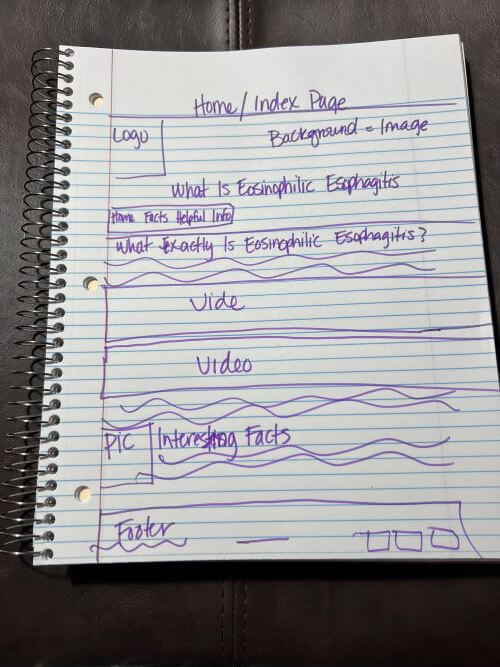 Home/Index Page
Logo
Background = Image
What Is Eosinophilic Esophagitis
Home Facts Helpful Info
What Exactly Is Eosinophilic Esophagitis?
Vide
Video
PIC
Interesting Facts
Footer